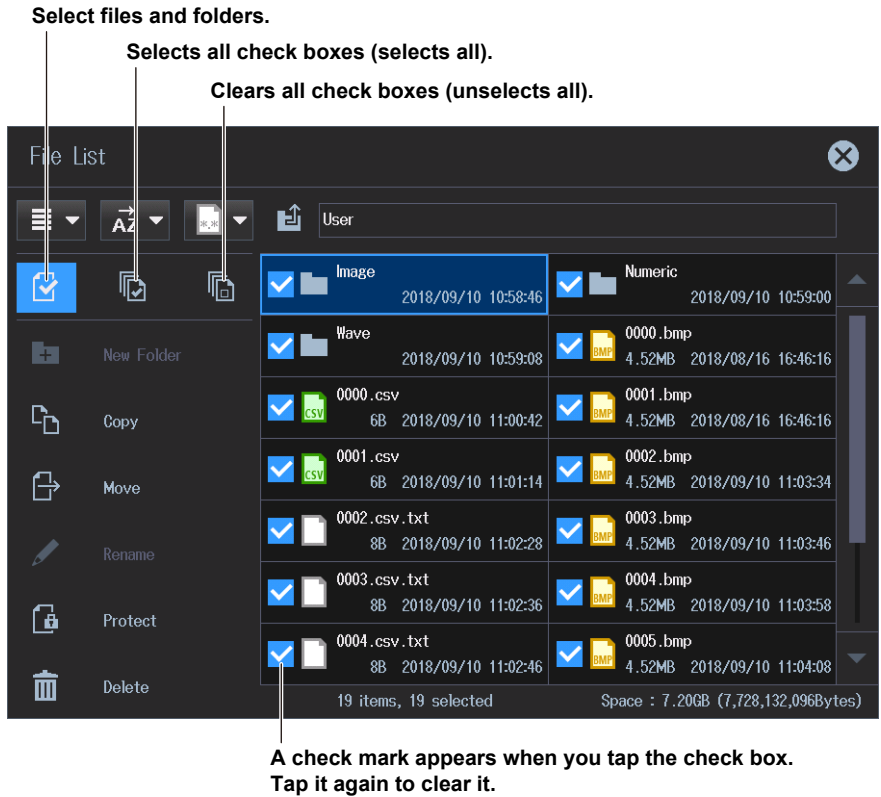 Select files and folders.
Selects all check boxes (selects all).
Clears all check boxes (unselects all).
File List
AZ
*.*
User
Image
2018/09/10 10:58:46
Numeric
2018/09/10 10:59:00
New Folder
Wave
2018/09/10 10:59:08
0000.bmp
BMP
4.52MB 2018/08/16 16:46:16
Copy
0000.csv
CSV
6B 2018/09/10 11:00:42
0001.bmp
BMP
4.52MB 2018/08/16 16:46:16
Move
0001.csv
CSV
6B 2018/09/10 11:01:14
0002.bmp
BMP
4.52MB 2018/09/10 11:03:34
Rename
0002.csv.txt
8B 2018/09/10 11:02:28
0003.bmp
BMP
4.52MB 2018/09/10 11:03:46
Protect
0003.csv.txt
8B 2018/09/10 11:02:36
0004.bmp
BMP
4.52MB 2018/09/10 11:03:58
Delete
0004.csv.txt
8B 2018/09/10 11:02:46
0005.bmp
BMP
4.52MB 2018/09/10 11:04:08
19 items, 19 selected
Space : 7.20GB (7,728,132,096Bytes)
A check mark appears when you tap the check box.
Tap it again to clear it.